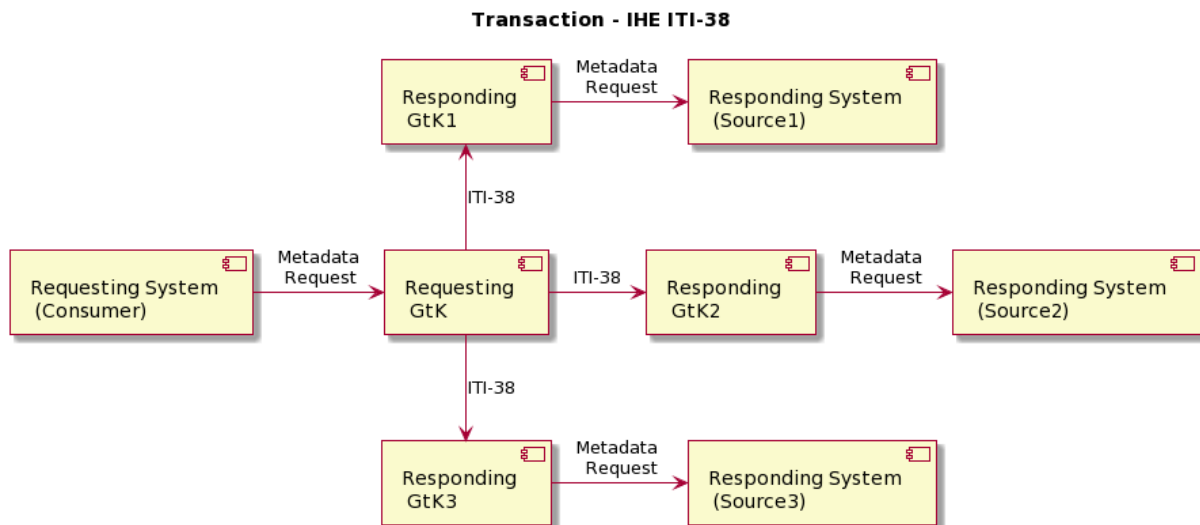 Transaction - IHE ITI-38
Metadata
Request
Responding
GtK1
Responding System
(Source1)
ITI-38
Requesting System
(Consumer)
Metadata
Request
Requesting
GtK
ITI-38
Responding
GtK2
Metadata
Request
Responding System
(Source2)
ITI-38
Responding
GtK3
Metadata
Request
Responding System
(Source3)